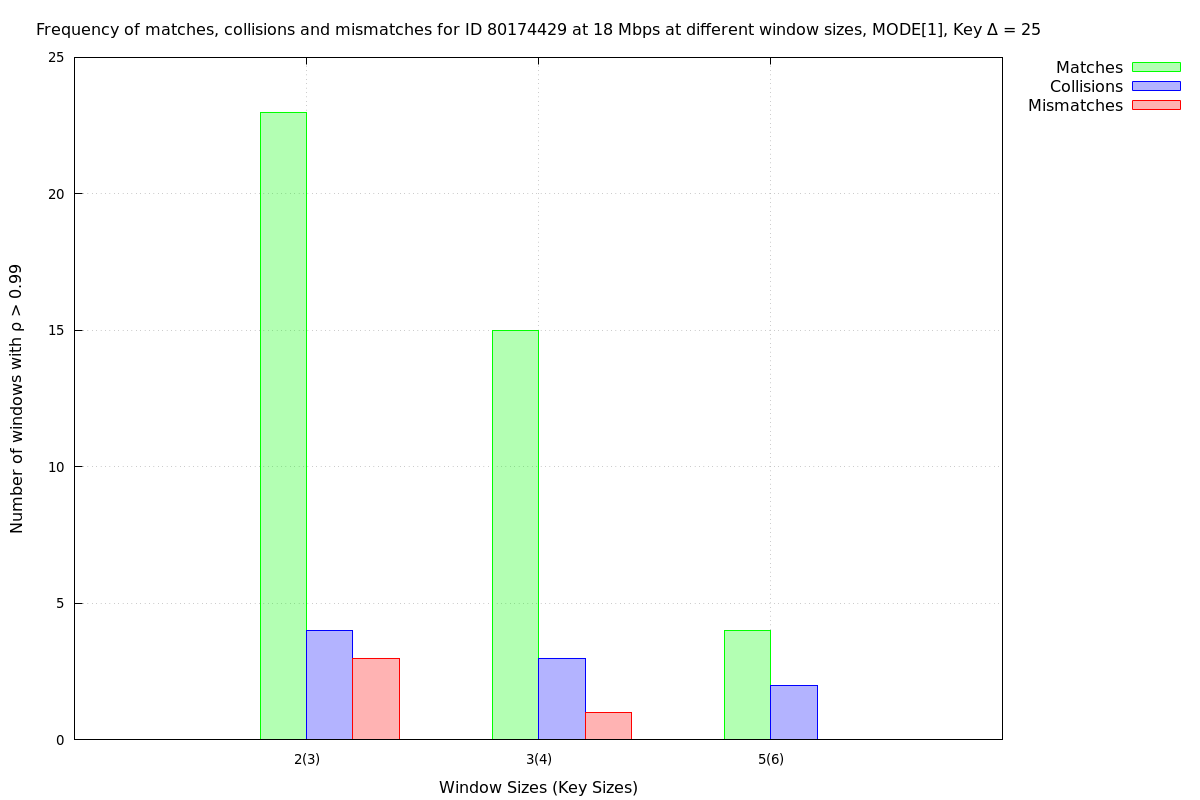 Frequency of matches, collisions and mismatches for ID 80174429 at 18 Mbps at different window sizes, MODE[1], Key Δ = 25
Matches
Collisions
Mismatches
Number of windows with ρ > 0.99
25
20
15
10
5
0
2(3) 3(4) 5(6)
Window Sizes (Key Sizes)